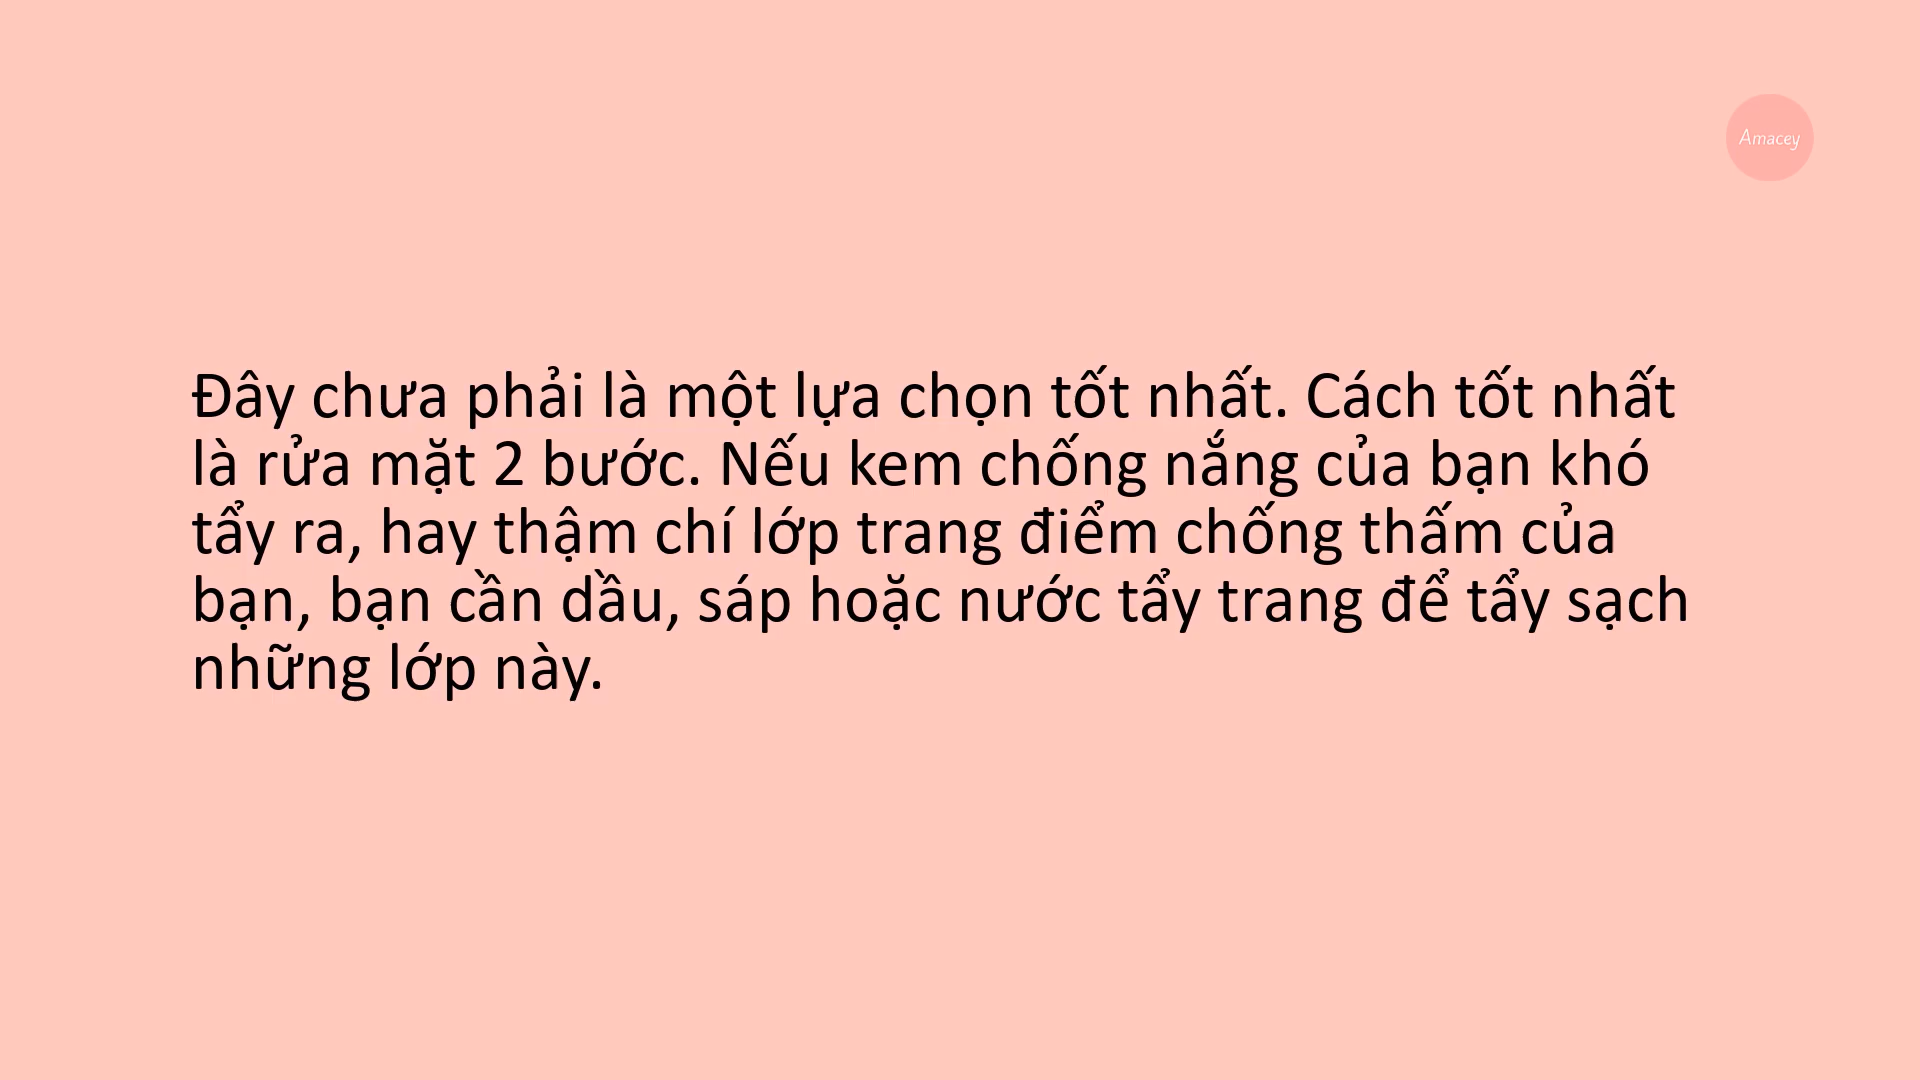 Amacey
Đây chưa phải là một lựa chọn tốt nhất. Cách tốt nhất
là rửa mặt 2 bước. Nếu kem chống nắng của bạn khó
tẩy ra, hay thậm chí lớp trang điểm chống thấm của
bạn, bạn cần dầu, sáp hoặc nước tẩy trang để tẩy sạch
những lớp này.